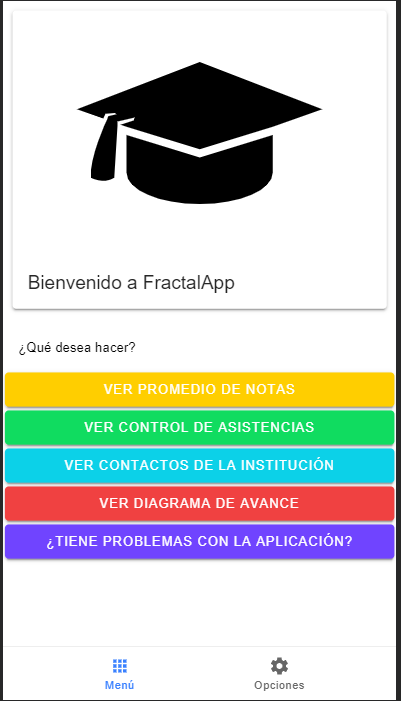 Bienvenido a FractalApp
¿Qué desea hacer?
VER PROMEDIO DE NOTAS
VER CONTROL DE ASISTENCIAS
VER CONTACTOS DE LA INSTITUCIÓN
VER DIAGRAMA DE AVANCE
¿TIENE PROBLEMAS CON LA APLICACIÓN?
Menú
Opciones